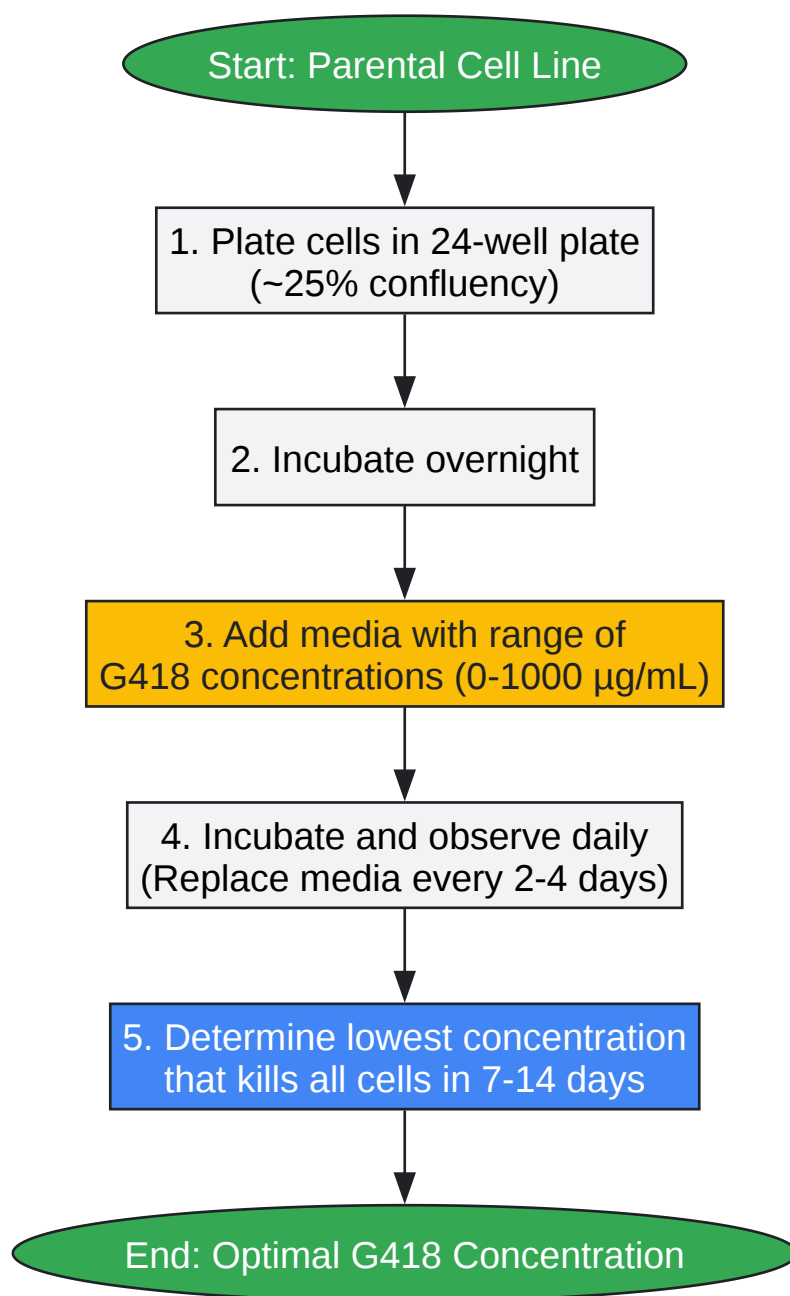 Start: Parental Cell Line
1. Plate cells in 24-well plate
(~25% confluency)
2. Incubate overnight
3. Add media with range of
G418 concentrations (0-1000 µg/mL)
4. Incubate and observe daily
(Replace media every 2-4 days)
5. Determine lowest concentration
that kills all cells in 7-14 days
End: Optimal G418 Concentration